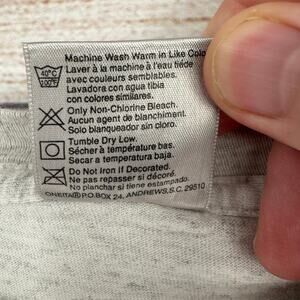 Machine Wash Warm in Like Colo
Laver à la machine à l'eau tiède
avec couleurs semblables.
Lavadora con agua tibia
con colores similares.
40°C
Only Non-Chlorine Bleach.
Aucun agent de blanchiment.
Solo blanqueador sin cloro.
Tumble Dry Low.
Sécher à température bas.
Secar a temperatura baja.
Do Not Iron If Decorated.
Ne pas repasser si décoré.
No planchar si tiene estampado.
ONEITA® P.O.BOX 24, ANDREWS,S.C. 29510